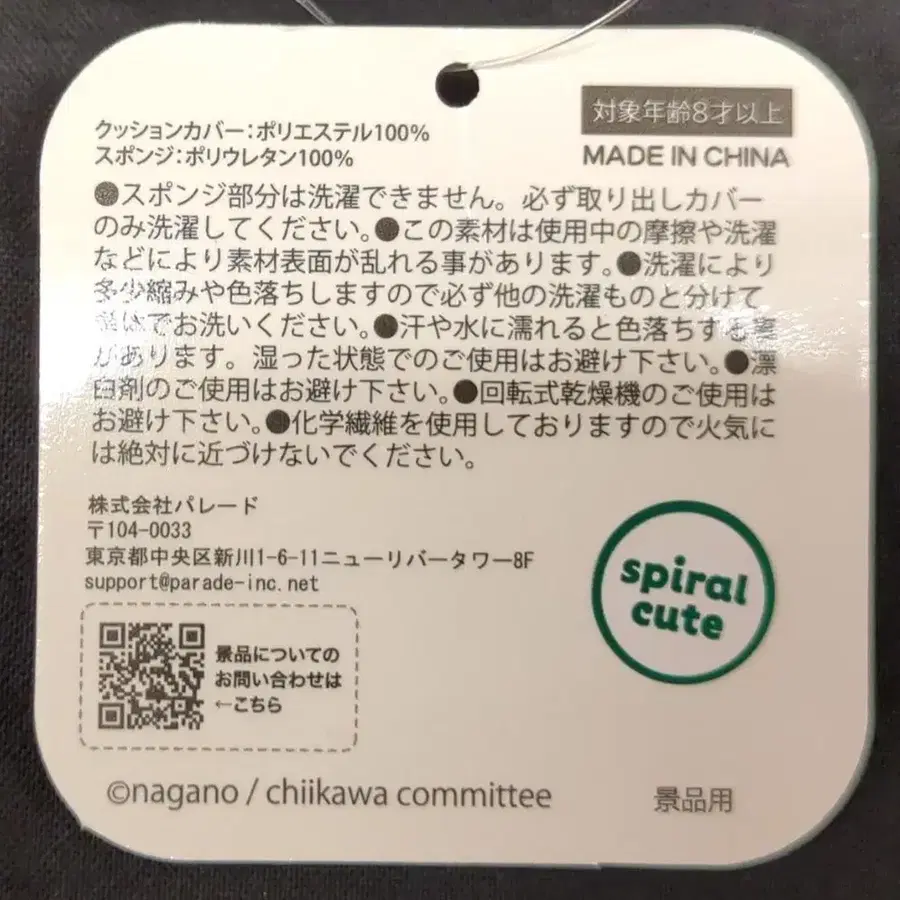 対象年齢8才以上
MADE IN CHINA
クッションカバー:ポリエステル100%
スポンジ:ポリウレタン100%
●スポンジ部分は洗濯できません。必ず取り出しカバー
のみ洗濯してください。●この素材は使用中の摩擦や洗濯
などにより素材表面が乱れる事があります。●洗濯により
多少縮みや色落ちしますので必ず他の洗濯ものと分けて
でお洗いください。●汗や水に濡れると色落ちする事
があります。湿った状態でのご使用はお避け下さい。●漂
白剤のご使用はお避け下さい。●回転式乾燥機のご使用は
お避け下さい。●化学繊維を使用しておりますので火気に
は絶対に近づけないでください。
株式会社パレード
〒104-0033
東京都中央区新川1-6-11ニューリバータワー8F
support@parade-inc.net
spiral
cute
景品についての
お問い合わせは
←こちら
©nagano / chiikawa committee
景品用